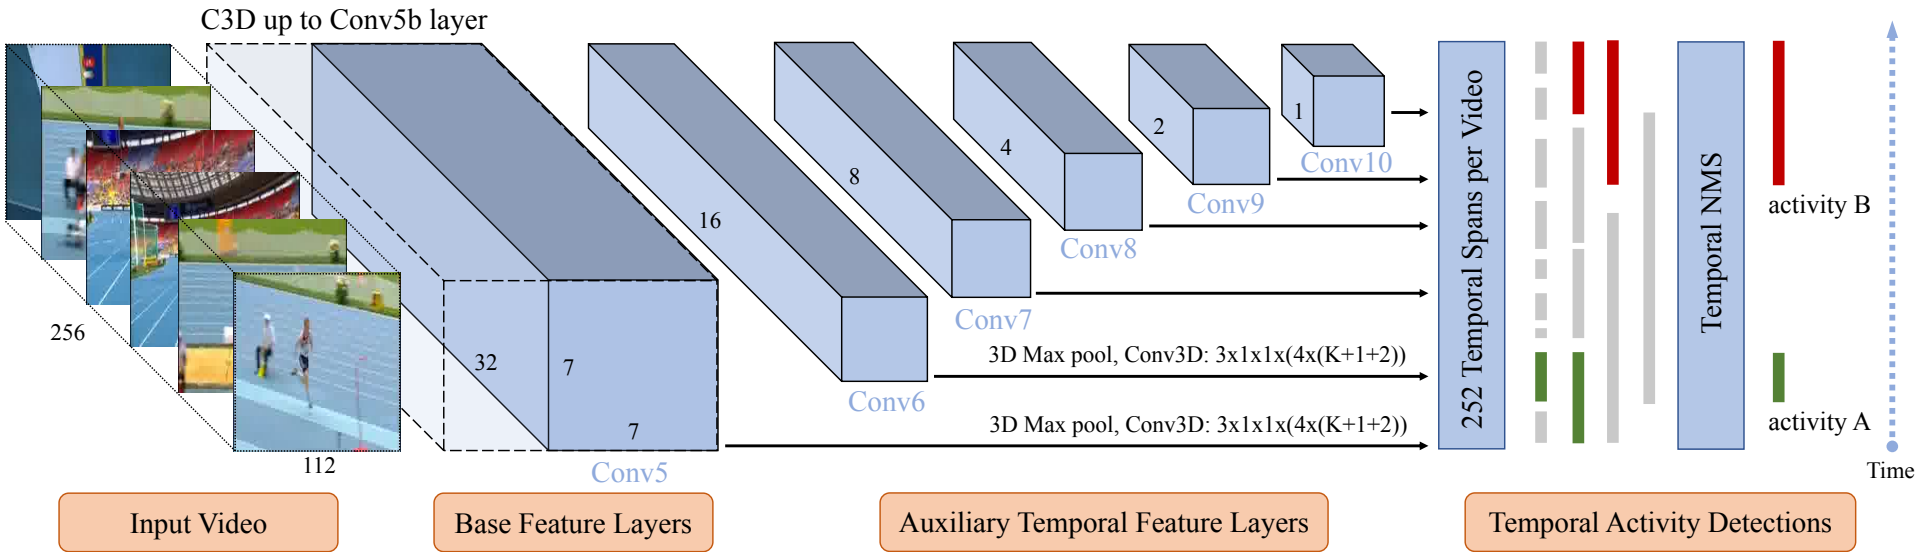 C3D up to Conv5b layer
256
112
32
7
7
Conv5
16
Conv6
8
Conv7
4
Conv8
2
Conv9
1
Conv10
3D Max pool, Conv3D: 3x1x1x(4x(K+1+2))
3D Max pool, Conv3D: 3x1x1x(4x(K+1+2))
252 Temporal Spans per Video
Temporal NMS
activity B
activity A
Time
Input Video
Base Feature Layers
Auxiliary Temporal Feature Layers
Temporal Activity Detections